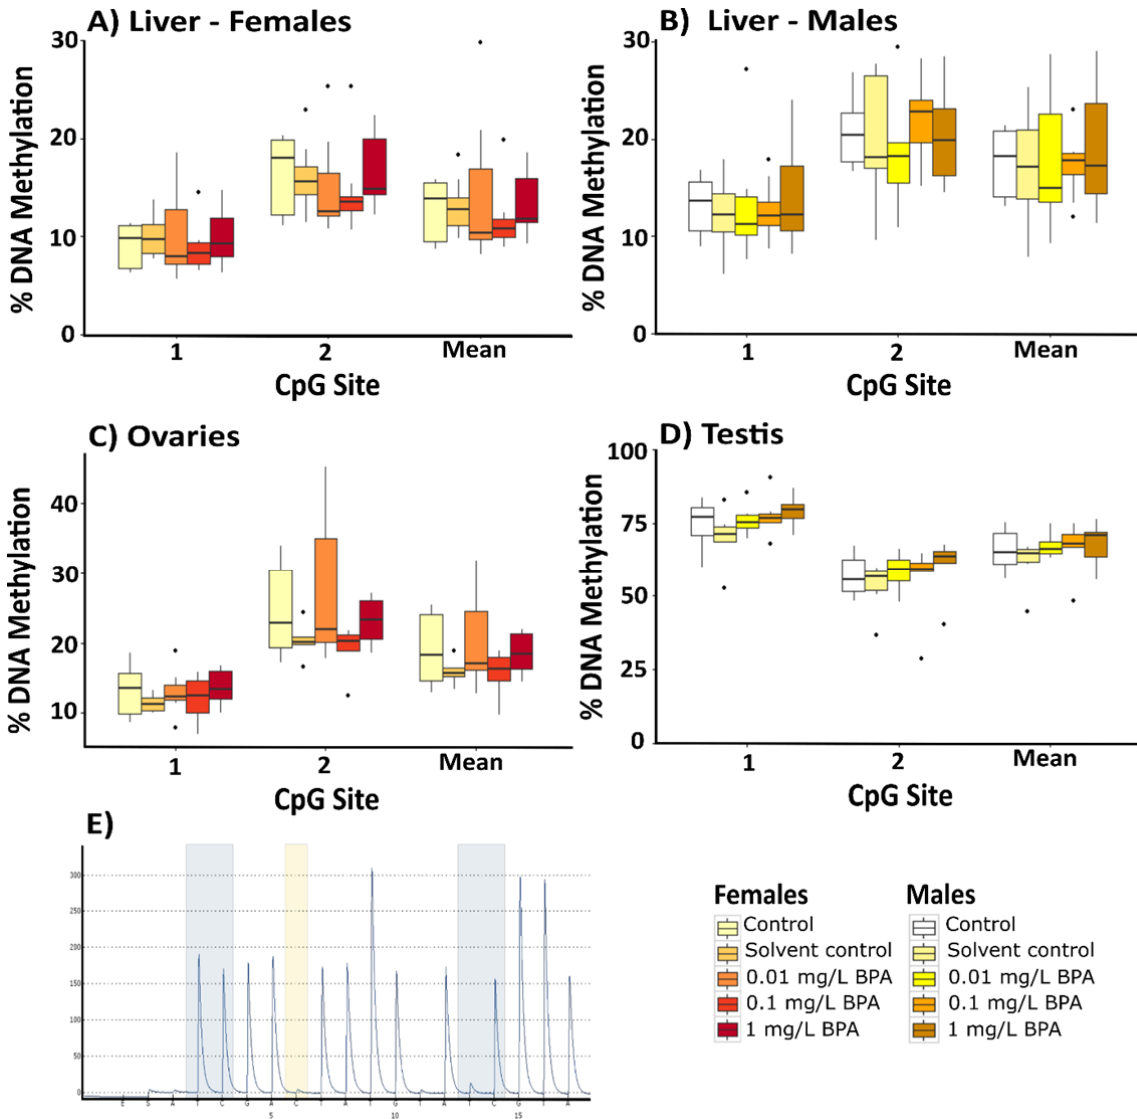 A) Liver - Females
30
20
10
0
% DNA Methylation
1
2
Mean
CpG Site
B) Liver - Males
30
20
10
0
% DNA Methylation
1
2
Mean
CpG Site
C) Ovaries
40
30
20
10
% DNA Methylation
1
2
Mean
CpG Site
D) Testis
100
75
50
25
0
% DNA Methylation
1
2
Mean
CpG Site
E)
300
250
200
150
100
50
0
E S A T C G A C T A T G T A T C G T A
5 10 15
Females
Control
Solvent control
0.01 mg/L BPA
0.1 mg/L BPA
1 mg/L BPA
Males
Control
Solvent control
0.01 mg/L BPA
0.1 mg/L BPA
1 mg/L BPA